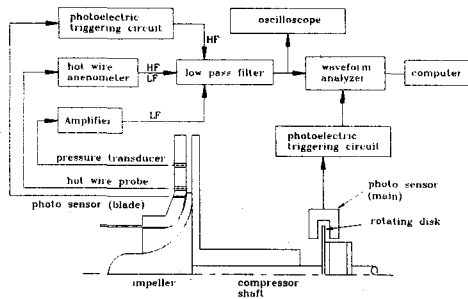 photoelectric
triggering circuit
HF
oscilloscope
hot wire
anenometer
HF
LF
low pass filter
waveform
analyzer
computer
Amplifier
LF
photoelectric
triggering circuit
pressure transducer
hot wire probe
photo sensor (blade)
photo sensor
(main)
rotating disk
impeller
compressor
shaft